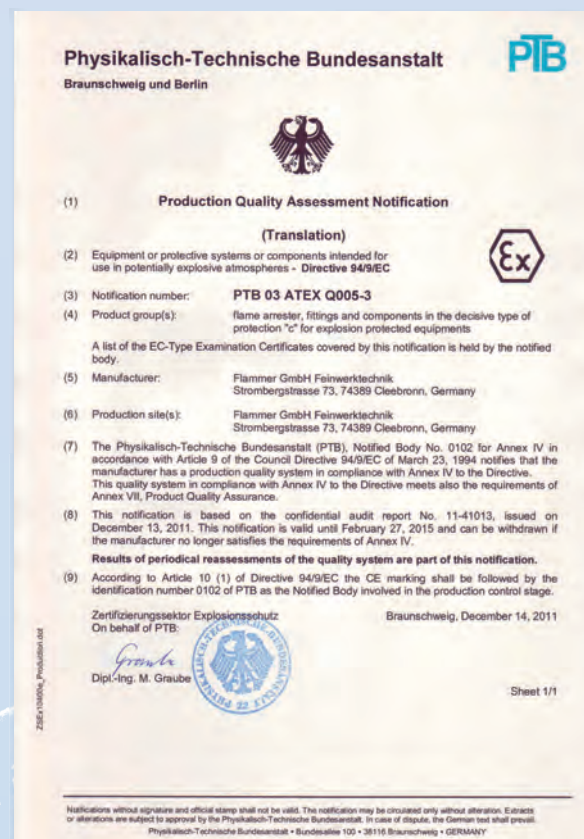 Physikalisch-Technische Bundesanstalt
PTB
Braunschweig und Berlin
(1) Production Quality Assessment Notification
(Translation)
(2) Equipment or protective systems or components intended for
use in potentially explosive atmospheres - Directive 94/9/EC
Ex
(3) Notification number: PTB 03 ATEX Q005-3
(4) Product group(s): flame arrester, fittings and components in the decisive type of
protection "c" for explosion protected equipments
A list of the EC-Type Examination Certificates covered by this notification is held by the notified
body.
(5) Manufacturer: Flammer GmbH Feinwerktechnik
Strombergstrasse 73, 74389 Cleebronn, Germany
(6) Production site(s): Flammer GmbH Feinwerktechnik
Strombergstrasse 73, 74389 Cleebronn, Germany
(7) The Physikalisch-Technische Bundesanstalt (PTB), Notified Body No. 0102 for Annex IV in
accordance with Article 9 of the Council Directive 94/9/EC of March 23, 1994 notifies that the
manufacturer has a production quality system in compliance with Annex IV to the Directive.
This quality system in compliance with Annex IV to the Directive meets also the requirements of
Annex VII, Product Quality Assurance.
(8) This notification is based on the confidential audit report No. 11-41013, issued on
December 13, 2011. This notification is valid until February 27, 2015 and can be withdrawn if
the manufacturer no longer satisfies the requirements of Annex IV.
Results of periodical reassessments of the quality system are part of this notification.
(9) According to Article 10 (1) of Directive 94/9/EC the CE marking shall be followed by the
identification number 0102 of PTB as the Notified Body involved in the production control stage.
Zertifizierungssektor Explosionsschutz Braunschweig, December 14, 2011
On behalf of PTB:
Graube
Dipl.-Ing. M. Graube
PHYSIKALISCH-TECHNISCHE-BUNDESANSTALT
22
Sheet 1/1
ZSEx10400e_Production.dot
Notifications without signature and official stamp shall not be valid. The notification may be circulated only without alteration. Extracts
or alterations are subject to approval by the Physikalisch-Technische Bundesanstalt. In case of dispute, the German text shall prevail.
Physikalisch-Technische Bundesanstalt • Bundesallee 100 • 38116 Braunschweig • GERMANY